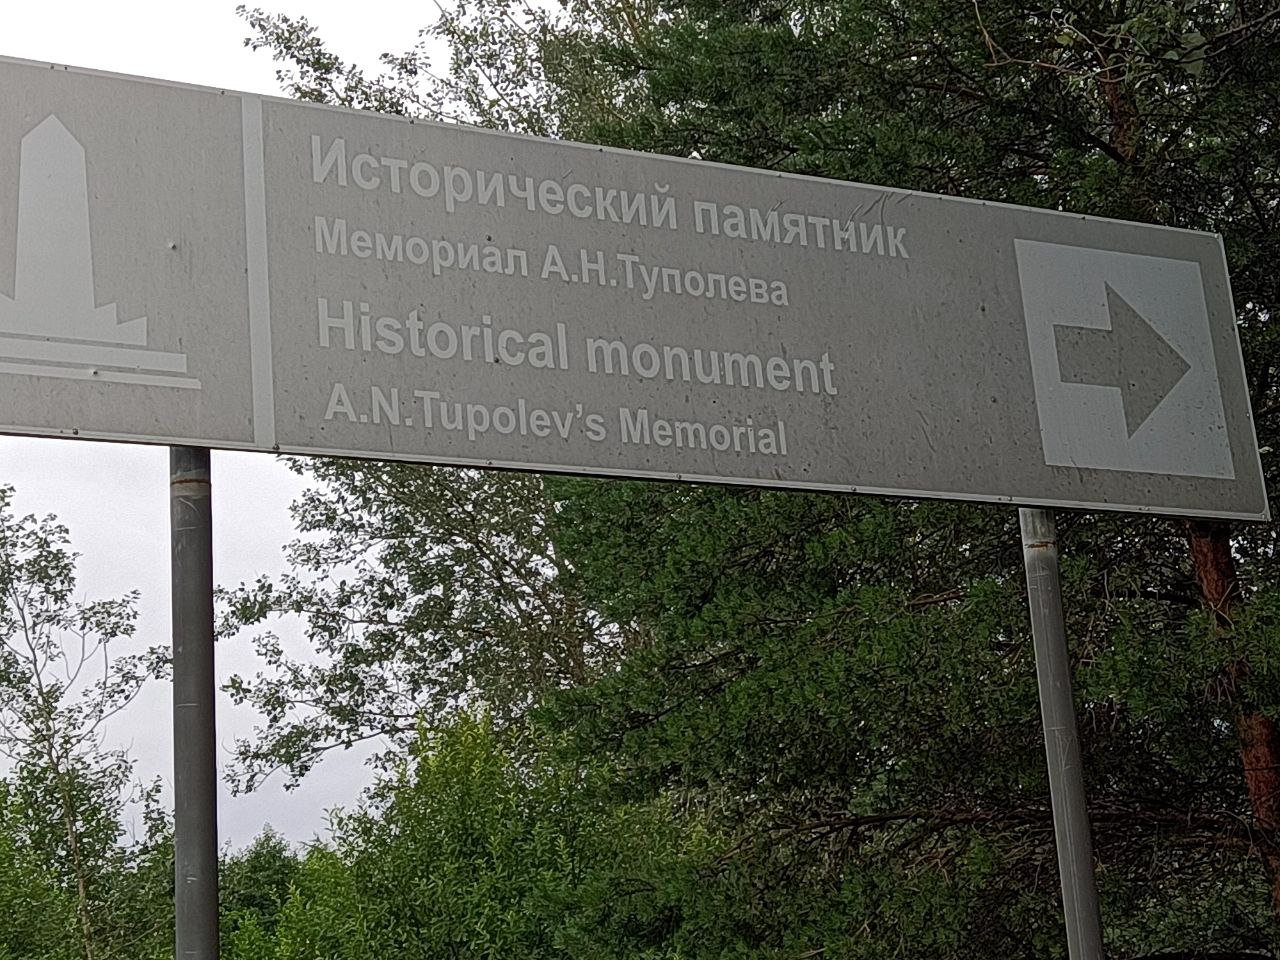 Исторический памятник
Мемориал А.Н.Туполева
Historical monument
A.N.Tupolev’s Memorial